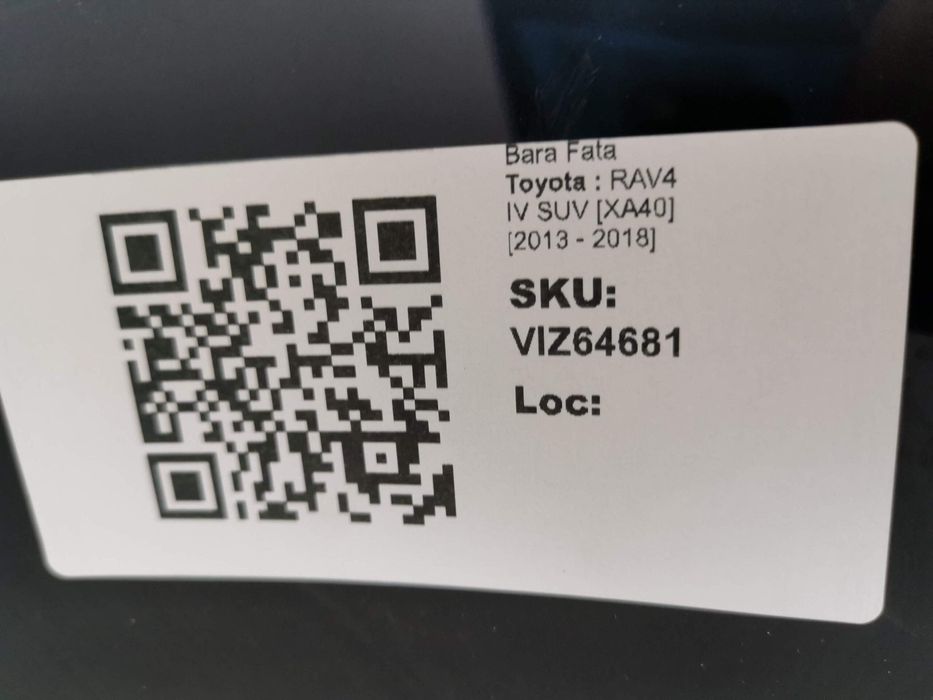 Bara Fata
Toyota : RAV4
IV SUV [XA40]
[2013 - 2018]
SKU:
VIZ64681
Loc: